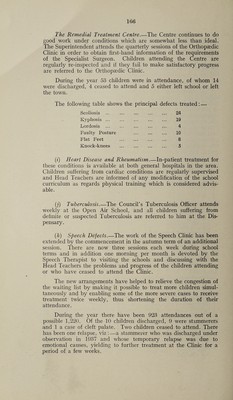 166
The Remedial Treatment Centre.—The Centre continues to do
good work under conditions which are somewhat less than ideal.
The Superintendent attends the quarterly sessions of the Orthopædic
Clinic in order to obtain first-hand information of the requirements
of the Specialist Surgeon. Children attending the Centre are
regularly re-inspected and if they fail to make satisfactory progress
are referred to the Orthopædic Clinic.
During the year 55 children were in attendance, of whom 14
were discharged, 4 ceased to attend and 5 either left school or left
the town.
The following table shows the principal defects treated:—
Scoliosis ... ... ... ... 28
Kyphosis ... ... ... ... 19
Lordosis ... ... ... ... 4
Faulty Posture ... ... ... 10
Flat Feet ... ... ... ... 8
Knock-knees ... ... ... 5
(i) Heart Disease and Rheumatism.—In-patient treatment for
these conditions is available at both general hospitals in the area.
Children suffering from cardiac conditions are regularly supervised
and Head Teachers are informed of any modification of the school
curriculum as regards physical training which is considered advis-
able.
(j) Tuberculosis.—The Council's Tuberculosis Officer attends
weekly at the Open Air School, and all children suffering from
definite or suspected Tuberculosis are referred to him at the Dis-
pensary.
(k) Speech Defects.—The work of the Speech Clinic has been
extended by the commencement in the autumn term of an additional
session. There are now three sessions each week during school
terms and in addition one morning per month is devoted by the
Speech Therapist to visiting the schools and discussing with the
Head Teachers the problems and progress of the children attending
or who have ceased to attend the Clinic.
The new arrangements have helped to relieve the congestion of
the waiting list by making it possible to treat more children simul-
taneously and by enabling some of the more severe cases to receive
treatment twice weekly, thus shortening the duration of their
attendance.
During the year there have been 923 attendances out of a
possible 1,220. Of the 10 children discharged, 9 were stammerers
and 1 a case of cleft palate. Two children ceased to attend. There
has been one relapse, viz:—a stammerer who was discharged under
observation in 1937 and whose temporary relapse was due to
emotional causes, yielding to further treatment at the Clinic for a
period of a few weeks.